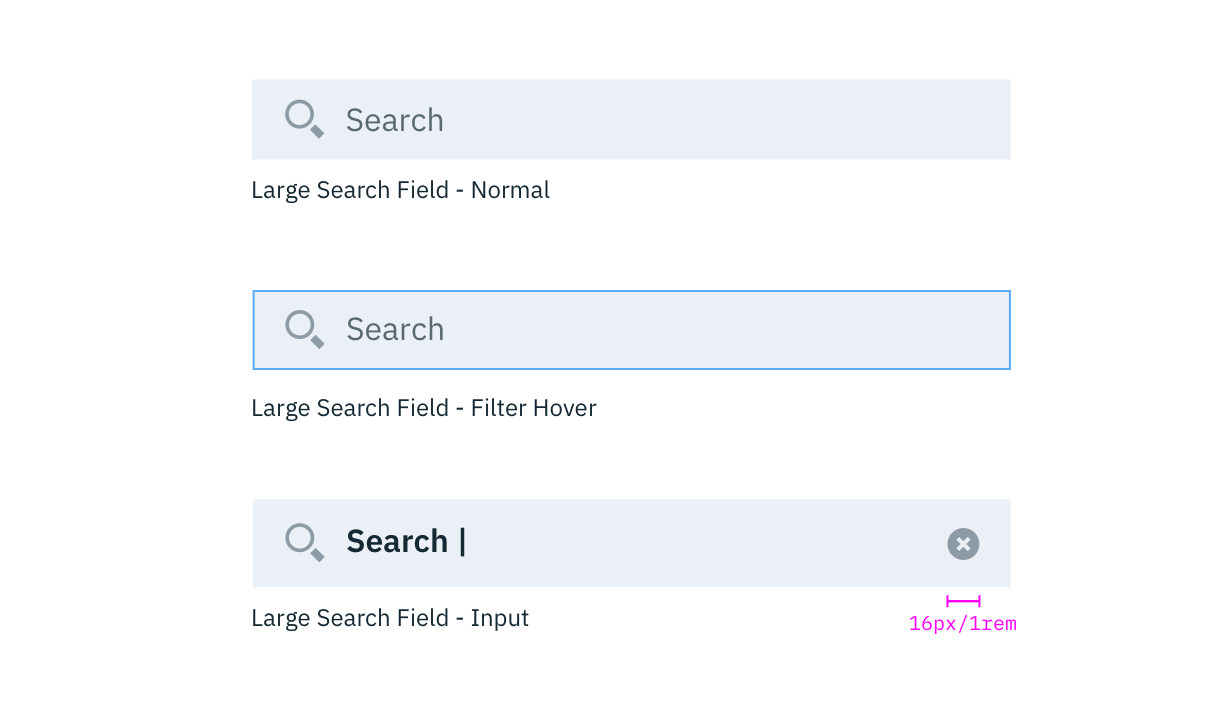 Search
Large Search Field - Normal
Search
Large Search Field - Filter Hover
Search |
Large Search Field - Input
16px/1rem